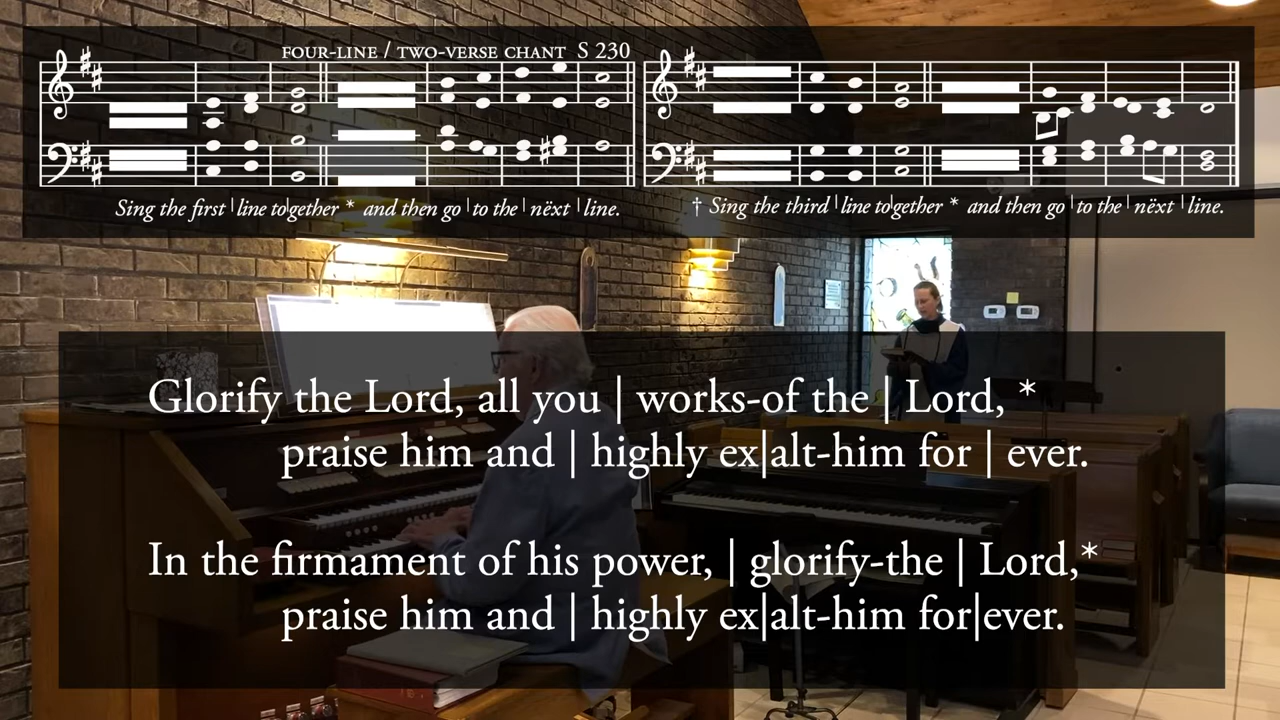 FOUR-LINE / TWO-VERSE CHANT S 230
Sing the first | line to|gether * and then go | to the | nëxt | line.
† Sing the third | line to|gether * and then go | to the | nëxt | line.
Glorify the Lord, all you | works-of the | Lord, *
praise him and | highly ex|alt-him for | ever.
In the firmament of his power, | glorify-the | Lord,*
praise him and | highly ex|alt-him for|ever.